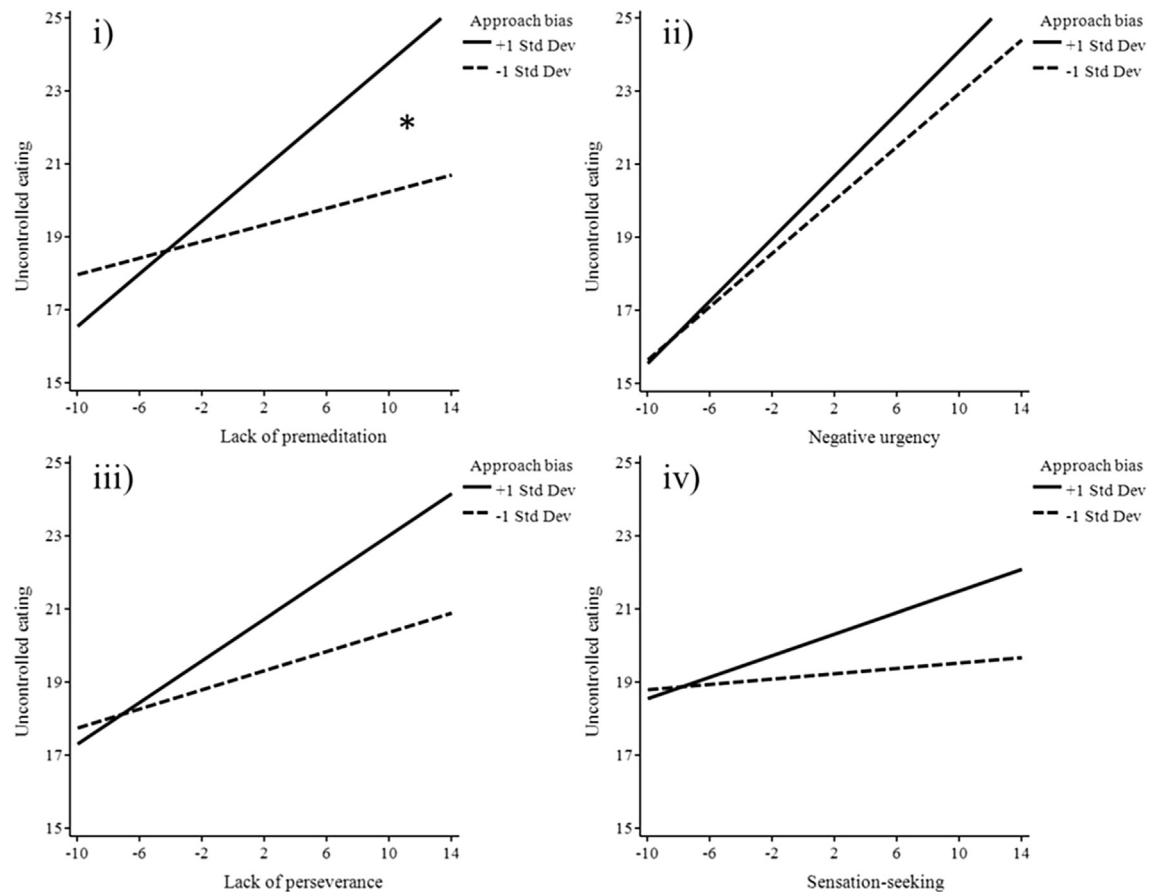 i)
Approach bias
+1 Std Dev
-1 Std Dev
25
23
21
19
17
15
Uncontrolled eating
*
-10 -6 -2 2 6 10 14
Lack of premeditation
ii)
Approach bias
+1 Std Dev
-1 Std Dev
25
23
21
19
17
15
Uncontrolled eating
-10 -6 -2 2 6 10 14
Negative urgency
iii)
Approach bias
+1 Std Dev
-1 Std Dev
25
23
21
19
17
15
Uncontrolled eating
-10 -6 -2 2 6 10 14
Lack of perseverance
iv)
Approach bias
+1 Std Dev
-1 Std Dev
25
23
21
19
17
15
Uncontrolled eating
-10 -6 -2 2 6 10 14
Sensation-seeking